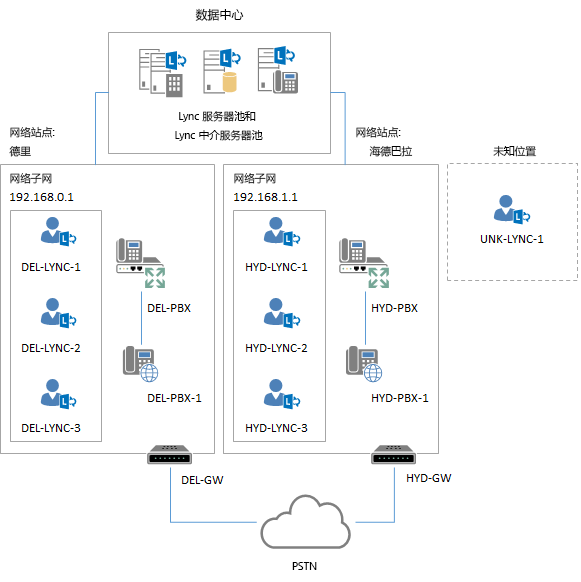 数据中心
Lync 服务器池和
Lync 中介服务器池
网络站点:
德里
网络站点:
海德巴拉
未知位置
网络子网
192.168.0.1
DEL-LYNC-1
DEL-LYNC-2
DEL-LYNC-3
DEL-PBX
DEL-PBX-1
DEL-GW
网络子网
192.168.1.1
HYD-LYNC-1
HYD-LYNC-2
HYD-LYNC-3
HYD-PBX
HYD-PBX-1
HYD-GW
UNK-LYNC-1
PSTN